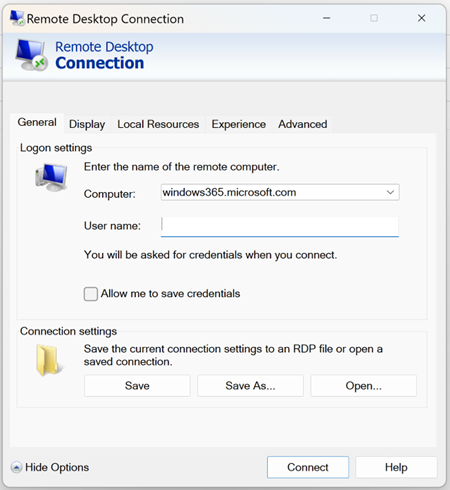 Remote Desktop Connection
Remote Desktop
Connection
General Display Local Resources Experience Advanced
Logon settings
Enter the name of the remote computer.
Computer: windows365.microsoft.com
User name:
You will be asked for credentials when you connect.
Allow me to save credentials
Connection settings
Save the current connection settings to an RDP file or open a
saved connection.
Save Save As... Open...
Hide Options Connect Help